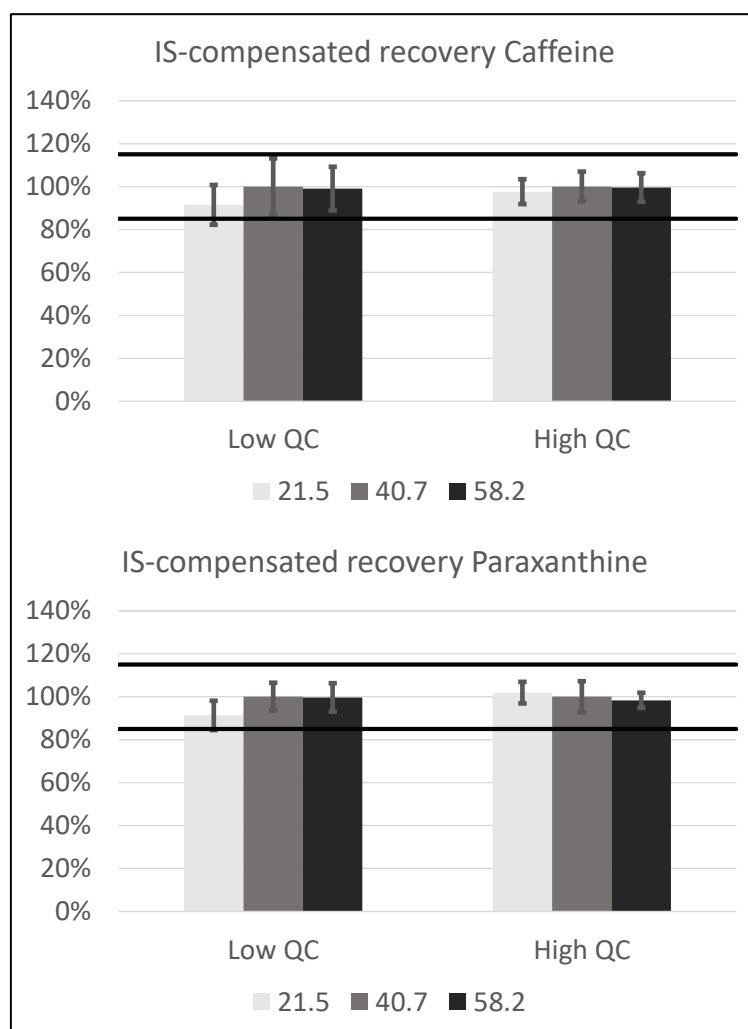 IS-compensated recovery Caffeine
140%
120%
100%
80%
60%
40%
20%
0%
Low QC High QC
21.5 40.7 58.2
IS-compensated recovery Paraxanthine
140%
120%
100%
80%
60%
40%
20%
0%
Low QC High QC
21.5 40.7 58.2